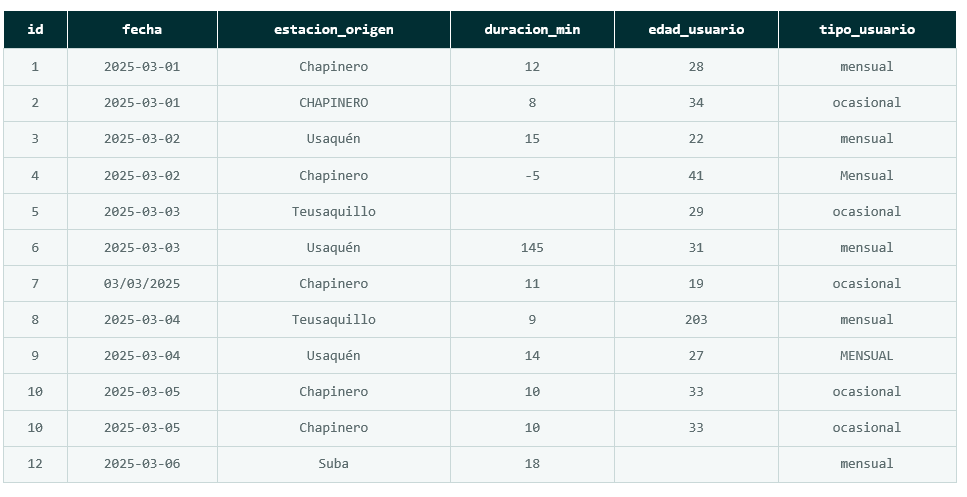 id fecha estacion_origen duracion_min edad_usuario tipo_usuario
1 2025-03-01 Chapinero 12 28 mensual
2 2025-03-01 CHAPINERO 8 34 ocasional
3 2025-03-02 Usaquén 15 22 mensual
4 2025-03-02 Chapinero -5 41 Mensual
5 2025-03-03 Teusaquillo 29 ocasional
6 2025-03-03 Usaquén 145 31 mensual
7 03/03/2025 Chapinero 11 19 ocasional
8 2025-03-04 Teusaquillo 9 203 mensual
9 2025-03-04 Usaquén 14 27 MENSUAL
10 2025-03-05 Chapinero 10 33 ocasional
10 2025-03-05 Chapinero 10 33 ocasional
12 2025-03-06 Suba 18 mensual